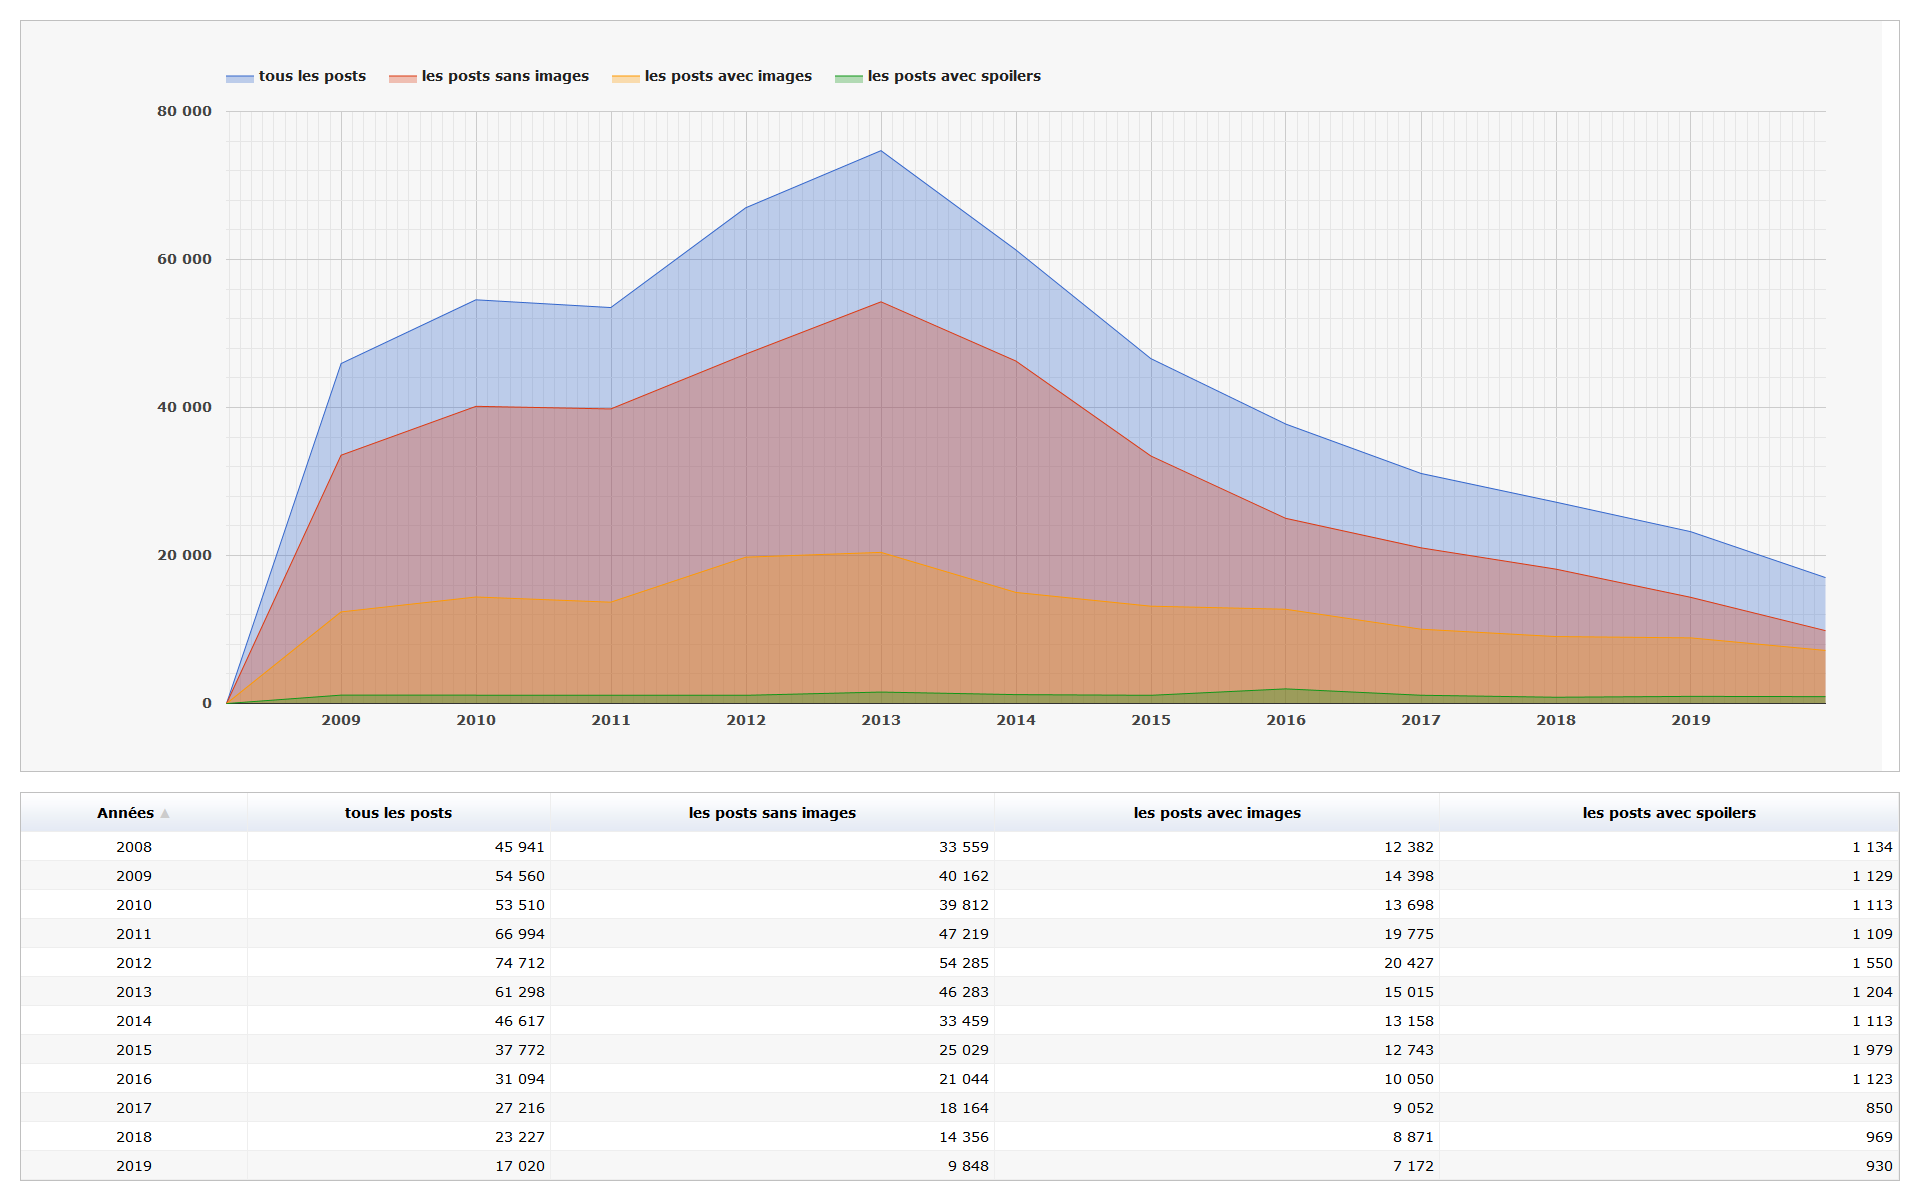 tous les posts les posts sans images les posts avec images les posts avec spoilers
80 000
60 000
40 000
20 000
0
2009 2010 2011 2012 2013 2014 2015 2016 2017 2018 2019
Années ▲ tous les posts les posts sans images les posts avec images les posts avec spoilers
2008 45 941 33 559 12 382 1 134
2009 54 560 40 162 14 398 1 129
2010 53 510 39 812 13 698 1 113
2011 66 994 47 219 19 775 1 109
2012 74 712 54 285 20 427 1 550
2013 61 298 46 283 15 015 1 204
2014 46 617 33 459 13 158 1 113
2015 37 772 25 029 12 743 1 979
2016 31 094 21 044 10 050 1 123
2017 27 216 18 164 9 052 850
2018 23 227 14 356 8 871 969
2019 17 020 9 848 7 172 930